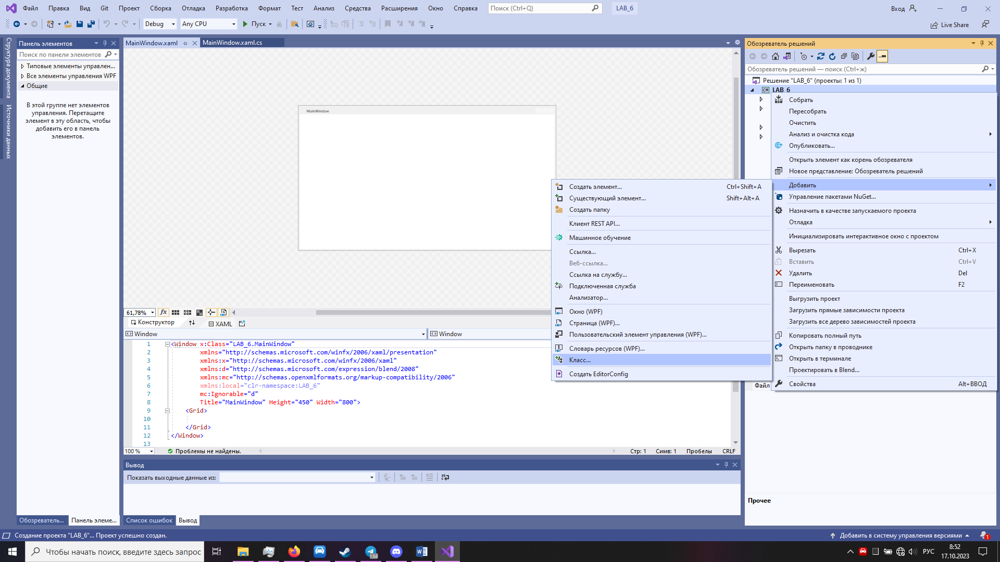 Файл Правка Вид Git Проект Сборка Отладка Разработка Формат Тест Анализ Средства Расширения Окно Справка Поиск (Ctrl+Q) LAB_6 Вход
Debug Any CPU Пуск Live Share
Структура документа
Источники данных
Панель элементов
Поиск по панели элементов
Типовые элементы управлен...
Все элементы управления WPF
Общие
В этой группе нет элементов
управления. Перетащите
элемент в эту область, чтобы
добавить его в панель
элементов.
Обозреватель... Панель элеме...
MainWindow.xaml MainWindow.xaml.cs
MainWindow
61,78%
Конструктор XAML
Window Window
1 <Window x:Class="LAB_6.MainWindow"
2 xmlns="http://schemas.microsoft.com/winfx/2006/xaml/presentation"
3 xmlns:x="http://schemas.microsoft.com/winfx/2006/xaml"
4 xmlns:d="http://schemas.microsoft.com/expression/blend/2008"
5 xmlns:mc="http://schemas.openxmlformats.org/markup-compatibility/2006"
6 xmlns:local="clr-namespace:LAB_6"
7 mc:Ignorable="d"
8 Title="MainWindow" Height="450" Width="800">
9 <Grid>
10
11 </Grid>
12 </Window>
13
100 % Проблемы не найдены. Стр: 1 Симв: 1 Пробелы CRLF
Вывод
Показать выходные данные из:
Список ошибок Вывод
Создать элемент... Ctrl+Shift+A
Существующий элемент... Shift+Alt+A
Создать папку
Клиент REST API...
Машинное обучение
Ссылка...
Веб-ссылка...
Ссылка на службу...
Подключенная служба
Анализатор...
Окно (WPF)
Страница (WPF)...
Пользовательский элемент управления (WPF)...
Словарь ресурсов (WPF)...
Класс...
Создать EditorConfig
Обозреватель решений
Обозреватель решений — поиск (Ctrl+ж)
Решение "LAB_6" (проекты: 1 из 1)
LAB_6
Собрать
Пересобрать
Очистить
Анализ и очистка кода
Опубликовать...
Открыть элемент как корень обозревателя
Новое представление: Обозреватель решений
Добавить
Управление пакетами NuGet...
Назначить в качестве запускаемого проекта
Отладка
Инициализировать интерактивное окно с проектом
Вырезать Ctrl+X
Вставить Ctrl+V
Удалить Del
Переименовать F2
Выгрузить проект
Загрузить прямые зависимости проекта
Загрузить все дерево зависимостей проекта
Копировать полный путь
Открыть папку в проводнике
Открыть в терминале
Проектировать в Blend...
Свойства Alt+ВВОД
Файл
Прочее
Создание проекта "LAB_6"... Проект успешно создан. Добавить в систему управления версиями 1
Чтобы начать поиск, введите здесь запрос 134 РУС 8:52
17.10.2023